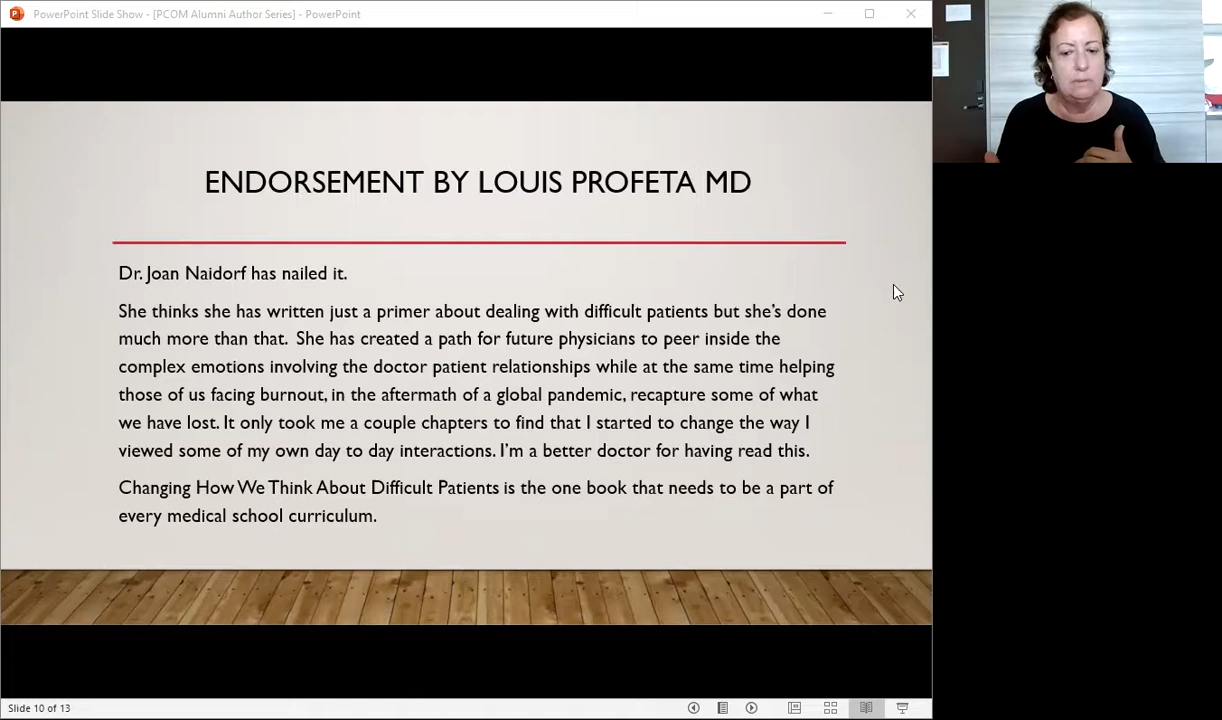 PowerPoint Slide Show - [PCOM Alumni Author Series] - PowerPoint
ENDORSEMENT BY LOUIS PROFETA MD
Dr. Joan Naidorf has nailed it.
She thinks she has written just a primer about dealing with difficult patients but she's done
much more than that. She has created a path for future physicians to peer inside the
complex emotions involving the doctor patient relationships while at the same time helping
those of us facing burnout, in the aftermath of a global pandemic, recapture some of what
we have lost. It only took me a couple chapters to find that I started to change the way I
viewed some of my own day to day interactions. I'm a better doctor for having read this.
Changing How We Think About Difficult Patients is the one book that needs to be a part of
every medical school curriculum.
Slide 10 of 13